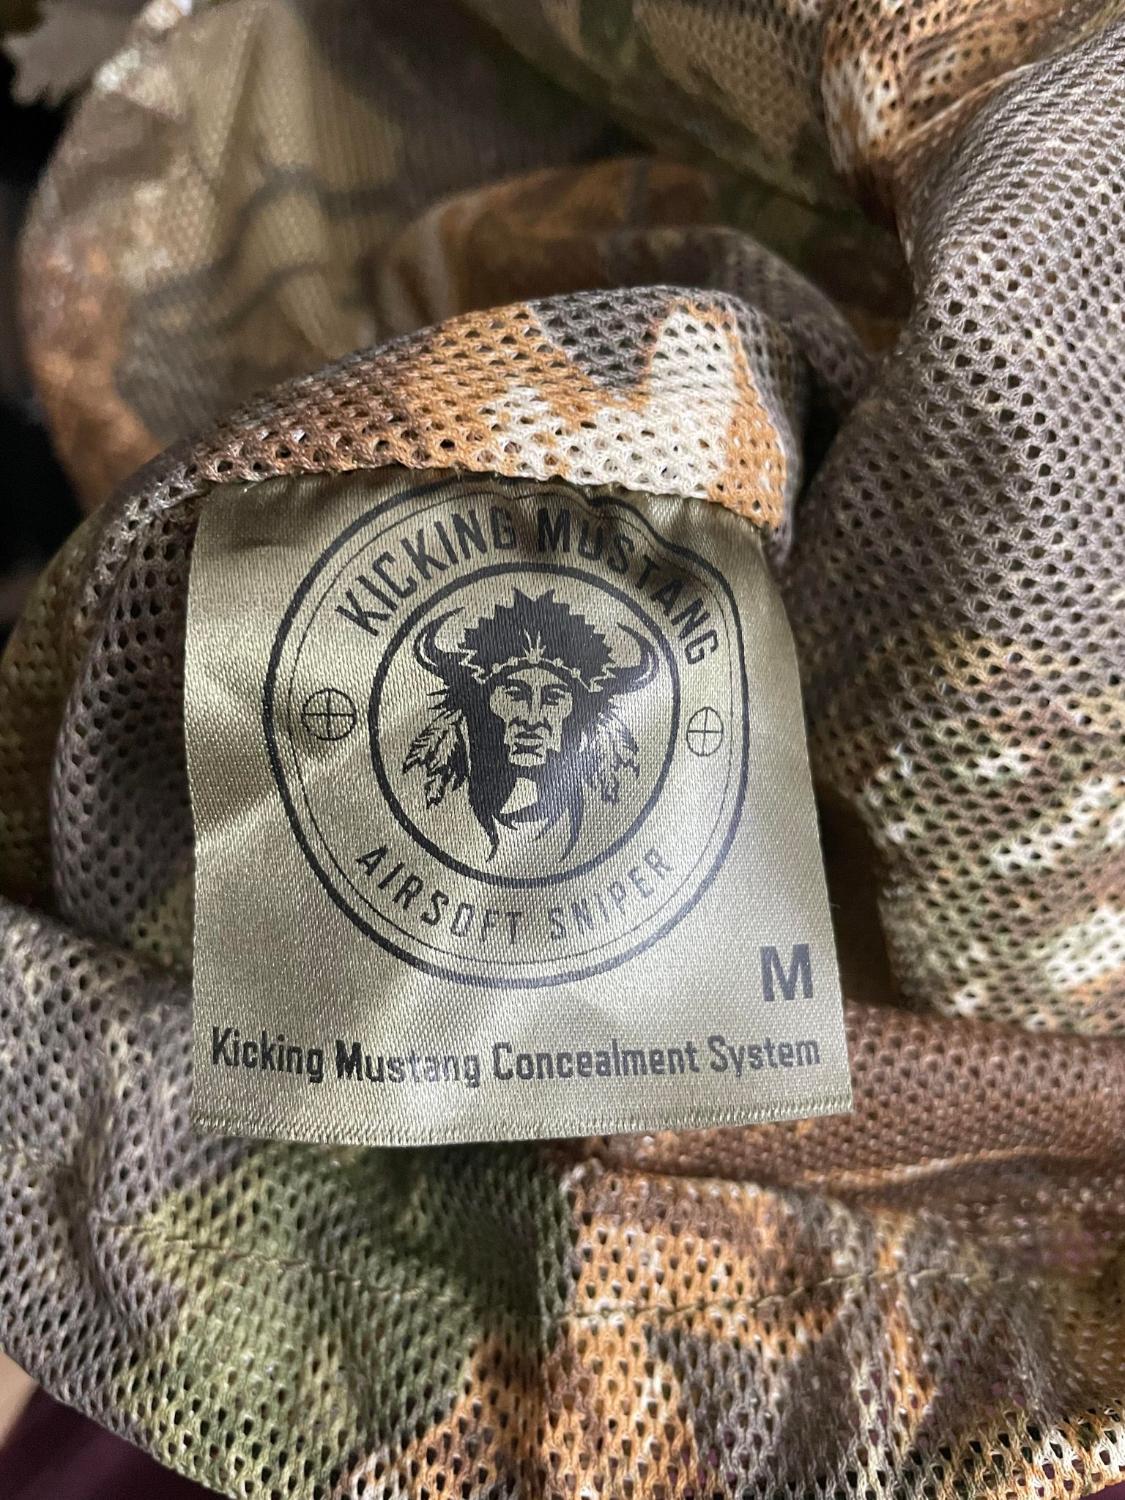 KICKING MUSTANG
AIRSOFT SNIPER
M
Kicking Mustang Concealment System